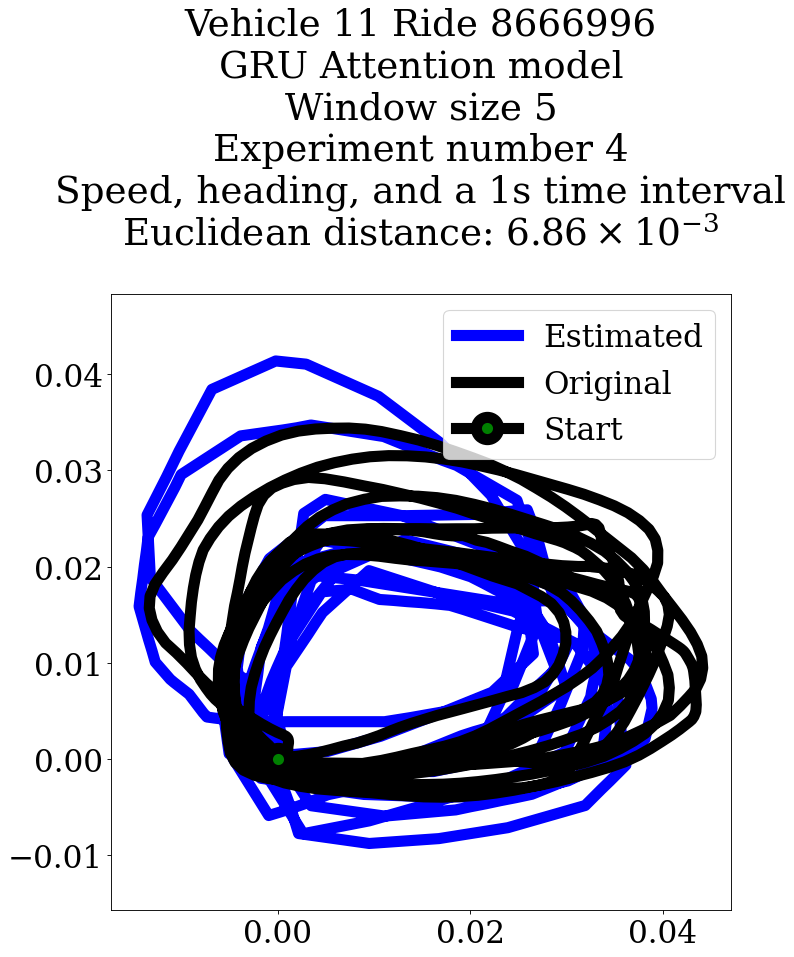 Vehicle 11 Ride 8666996
GRU Attention model
Window size 5
Experiment number 4
Speed, heading, and a 1s time interval
Euclidean distance: 6.86 × 10⁻³
Estimated
Original
Start
0.04
0.03
0.02
0.01
0.00
−0.01
0.00 0.02 0.04